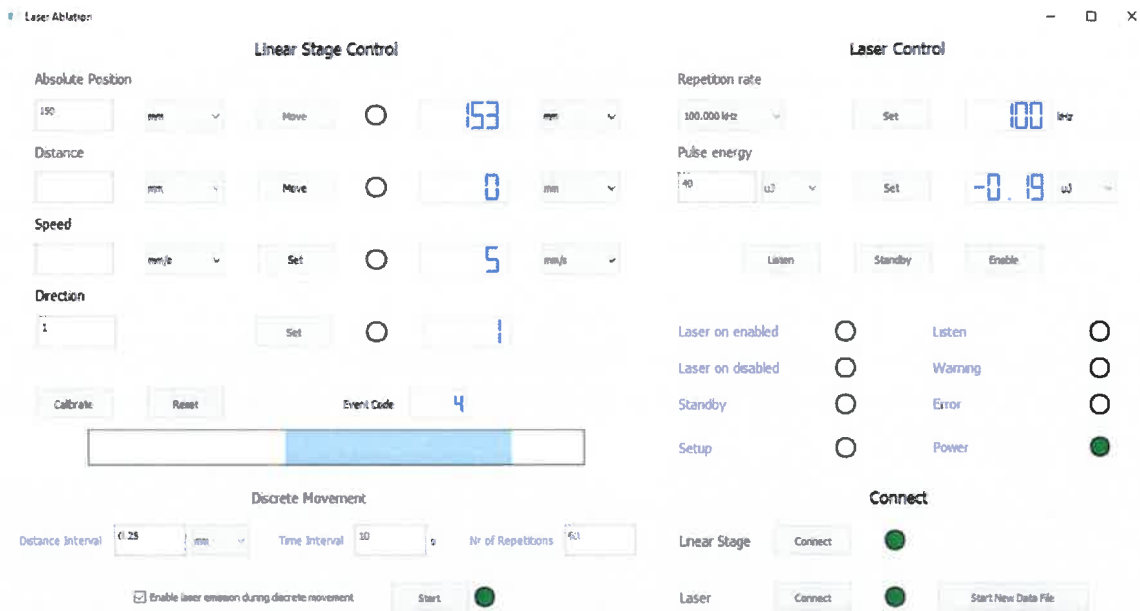 Laser Ablation
Linear Stage Control
Laser Control
Absolute Position
Repetition rate
150 mm Move 153 mm
100.000 kHz Set 100 kHz
Distance
Pulse energy
mm Move 0 mm
40 uJ Set -0.19 uJ
Speed
mm/s Set 5 mm/s
Listen Standby Enable
Direction
1 Set 1
Laser on enabled Listen
Laser on disabled Warning
Calibrate Reset Event Code 4
Standby Error
Setup Power
Discrete Movement
Connect
Distance Interval 0.25 mm Time Interval 10 s Nr of Repetitions
Linear Stage Connect
Enable laser emission during discrete movement Start
Laser Connect Start New Data File